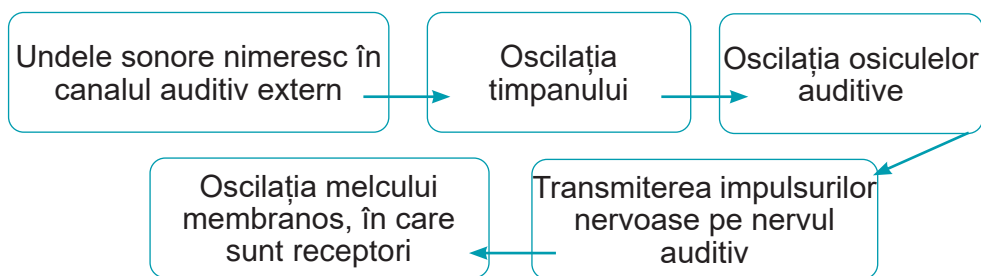 Undele sonore nimeresc în
canalul auditiv extern
Oscilația
timpanului
Oscilația osiculelor
auditive
Transmiterea impulsurilor
nervoase pe nervul
auditiv
Oscilația melcului
membranos, în care
sunt receptori